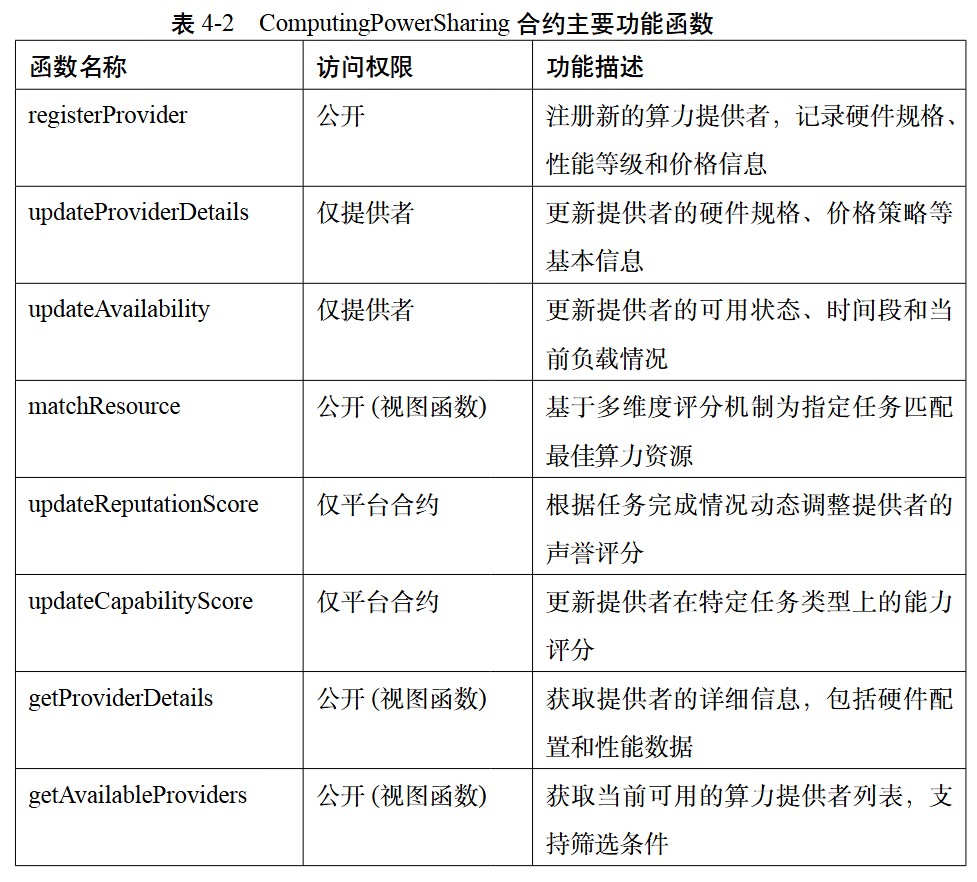 表 4-2 ComputingPowerSharing 合约主要功能函数
函数名称 访问权限 功能描述
registerProvider 公开 注册新的算力提供者，记录硬件规格、
性能等级和价格信息
updateProviderDetails 仅提供者 更新提供者的硬件规格、价格策略等
基本信息
updateAvailability 仅提供者 更新提供者的可用状态、时间段和当
前负载情况
matchResource 公开 (视图函数) 基于多维度评分机制为指定任务匹配
最佳算力资源
updateReputationScore 仅平台合约 根据任务完成情况动态调整提供者的
声誉评分
updateCapabilityScore 仅平台合约 更新提供者在特定任务类型上的能力
评分
getProviderDetails 公开 (视图函数) 获取提供者的详细信息，包括硬件配
置和性能数据
getAvailableProviders 公开 (视图函数) 获取当前可用的算力提供者列表，支
持筛选条件